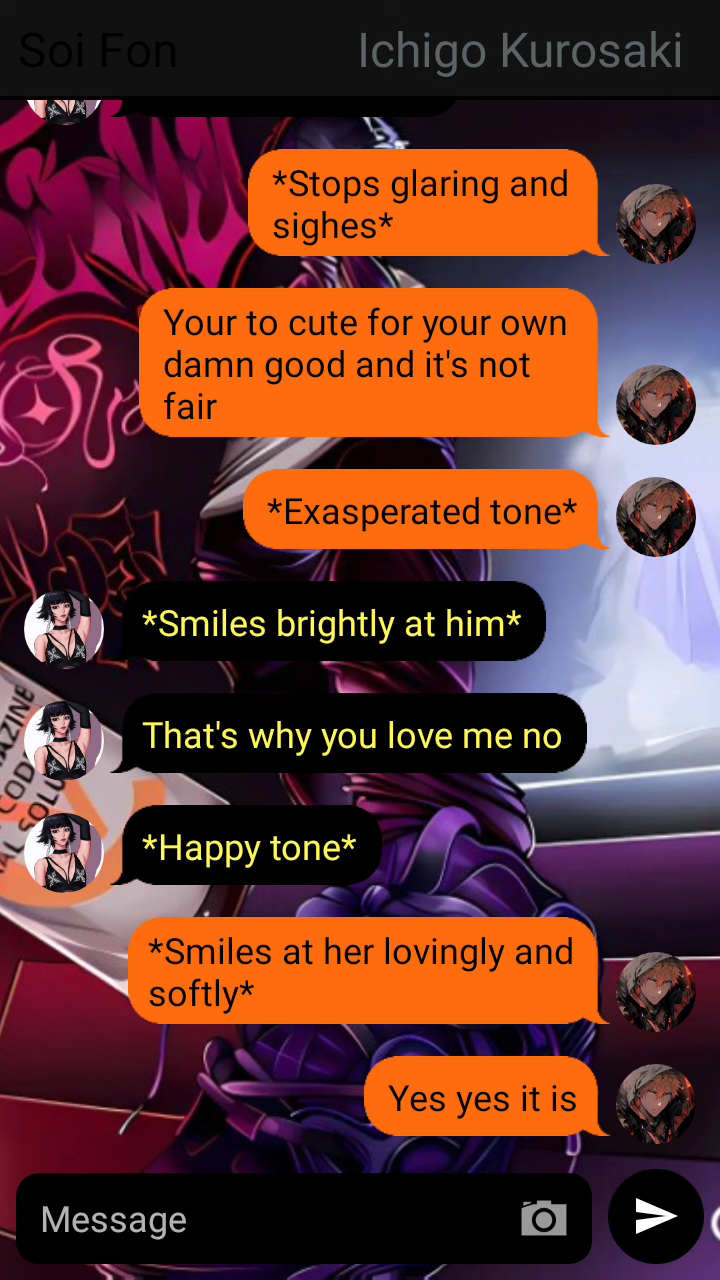 Soi Fon
Ichigo Kurosaki
*Stops glaring and
sighes*
Your to cute for your own
damn good and it's not
fair
*Exasperated tone*
*Smiles brightly at him*
That's why you love me no
*Happy tone*
*Smiles at her lovingly and
softly*
Yes yes it is
Message